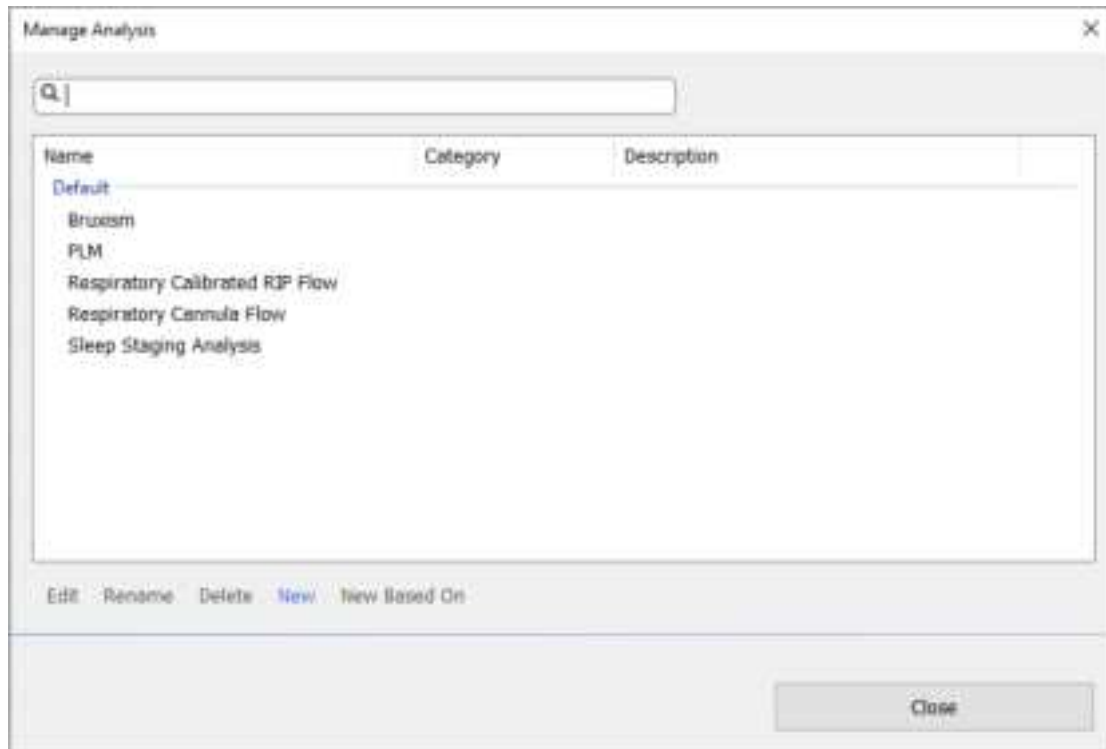 Manage Analysis
Name Category Description
Default
Bruxism
PLM
Respiratory Calibrated RIP Flow
Respiratory Cannula Flow
Sleep Staging Analysis
Edit Rename Delete New New Based On
Close